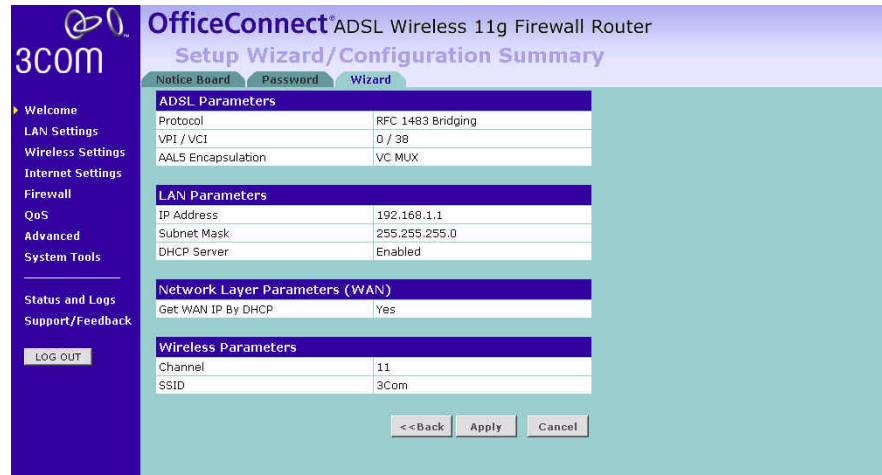 3COM
OfficeConnect® ADSL Wireless 11g Firewall Router
Setup Wizard/Configuration Summary
Notice Board Password Wizard
Welcome
LAN Settings
Wireless Settings
Internet Settings
Firewall
QoS
Advanced
System Tools
Status and Logs
Support/Feedback
LOG OUT
ADSL Parameters
Protocol RFC 1483 Bridging
VPI / VCI 0 / 38
AAL5 Encapsulation VC MUX
LAN Parameters
IP Address 192.168.1.1
Subnet Mask 255.255.255.0
DHCP Server Enabled
Network Layer Parameters (WAN)
Get WAN IP By DHCP Yes
Wireless Parameters
Channel 11
SSID 3Com
<<Back Apply Cancel